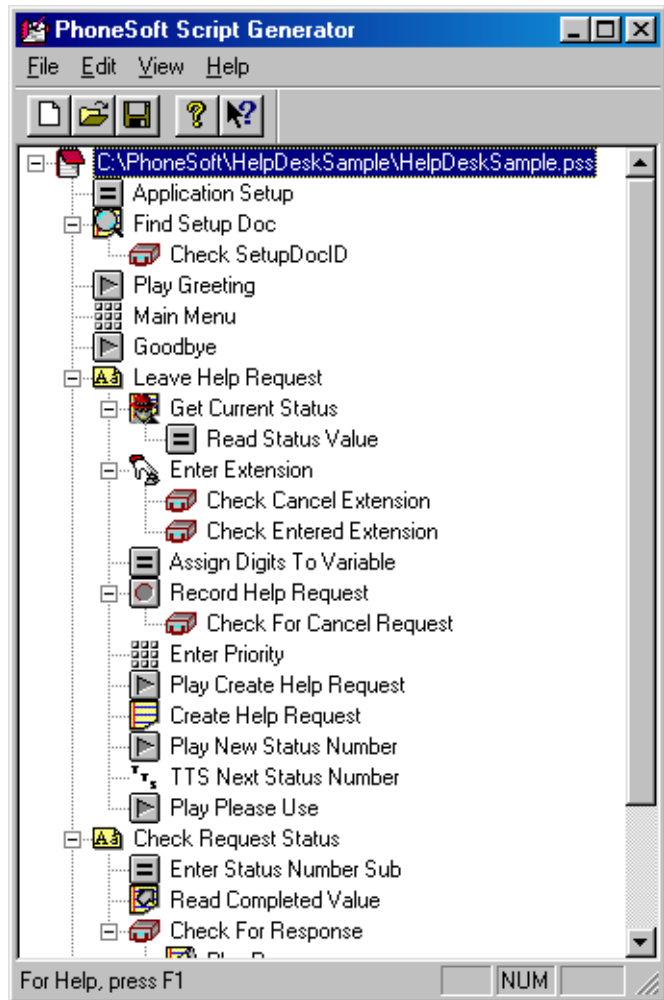 PhoneSoft Script Generator
File Edit View Help
C:\PhoneSoft\HelpDeskSample\HelpDeskSample.pss
Application Setup
Find Setup Doc
Check SetupDocID
Play Greeting
Main Menu
Goodbye
Leave Help Request
Get Current Status
Read Status Value
Enter Extension
Check Cancel Extension
Check Entered Extension
Assign Digits To Variable
Record Help Request
Check For Cancel Request
Enter Priority
Play Create Help Request
Create Help Request
Play New Status Number
TTS Next Status Number
Play Please Use
Check Request Status
Enter Status Number Sub
Read Completed Value
Check For Response
For Help, press F1 NUM